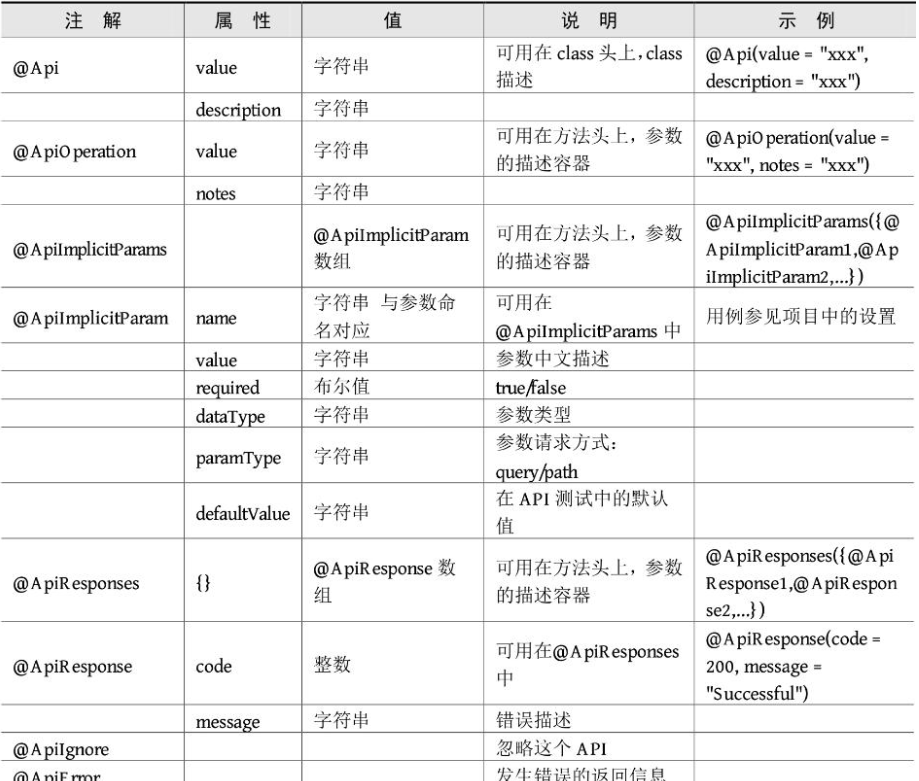 注 解 属 性 值 说 明 示 例
@Api value 字符串 可用在 class 头上，class 描述 @Api(value = "xxx", description = "xxx")
description 字符串
@ApiOperation value 字符串 可用在方法头上，参数的描述容器 @ApiOperation(value = "xxx", notes = "xxx")
notes 字符串
@ApiImplicitParams @ApiImplicitParam 数组 可用在方法头上，参数的描述容器 @ApiImplicitParams({@ApiImplicitParam1,@ApiImplicitParam2,...})
@ApiImplicitParam name 字符串 与参数命名对应 可用在 @ApiImplicitParams 中 用例参见项目中的设置
value 字符串 参数中文描述
required 布尔值 true/false
dataType 字符串 参数类型
paramType 字符串 参数请求方式：query/path
defaultValue 字符串 在 API 测试中的默认值
@ApiResponses {} @ApiResponse 数组 可用在方法头上，参数的描述容器 @ApiResponses({@ApiResponse1,@ApiResponse2,...})
@ApiResponse code 整数 可用在@ApiResponses 中 @ApiResponse(code = 200, message = "Successful")
message 字符串 错误描述
@ApiIgnore 忽略这个 API
@ApiError 发生错误的返回信息